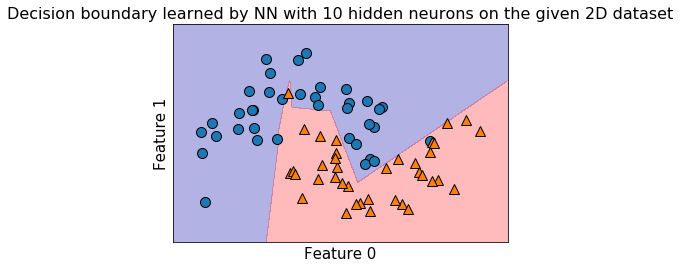 Decision boundary learned by NN with 10 hidden neurons on the given 2D dataset
Feature 1
Feature 0